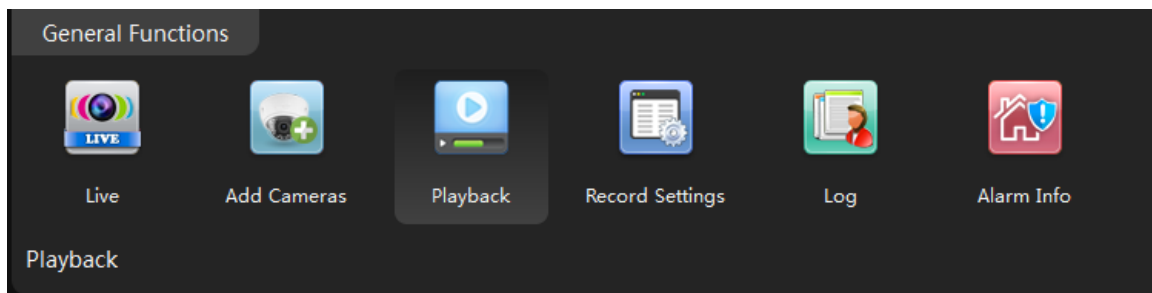 General Functions
LIVE
Live Add Cameras Playback Record Settings Log Alarm Info
Playback